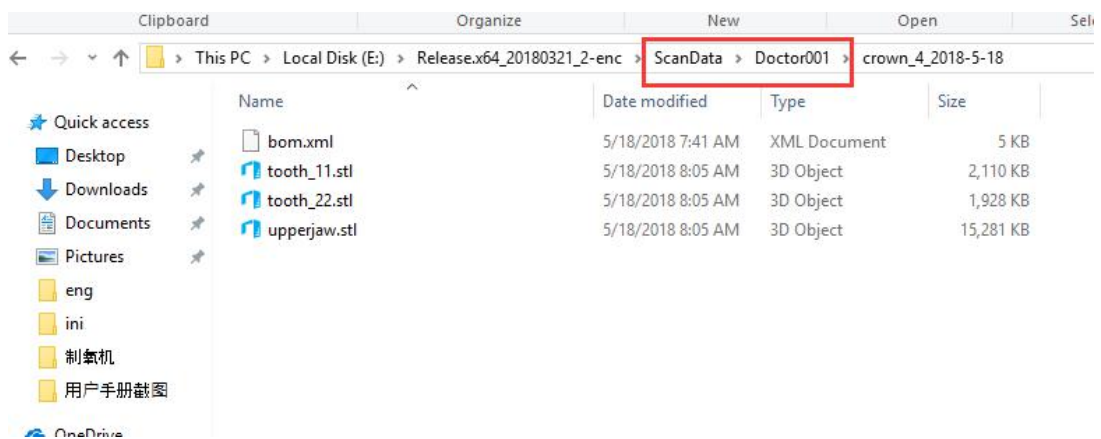 Clipboard Organize New Open Sel
This PC > Local Disk (E:) > Release.x64_20180321_2-enc > ScanData > Doctor001 > crown_4_2018-5-18
Name Date modified Type Size
Quick access
bom.xml 5/18/2018 7:41 AM XML Document 5 KB
Desktop
tooth_11.stl 5/18/2018 8:05 AM 3D Object 2,110 KB
Downloads
tooth_22.stl 5/18/2018 8:05 AM 3D Object 1,928 KB
Documents
upperjaw.stl 5/18/2018 8:05 AM 3D Object 15,281 KB
Pictures
eng
ini
制氧机
用户手册截图
OneDrive